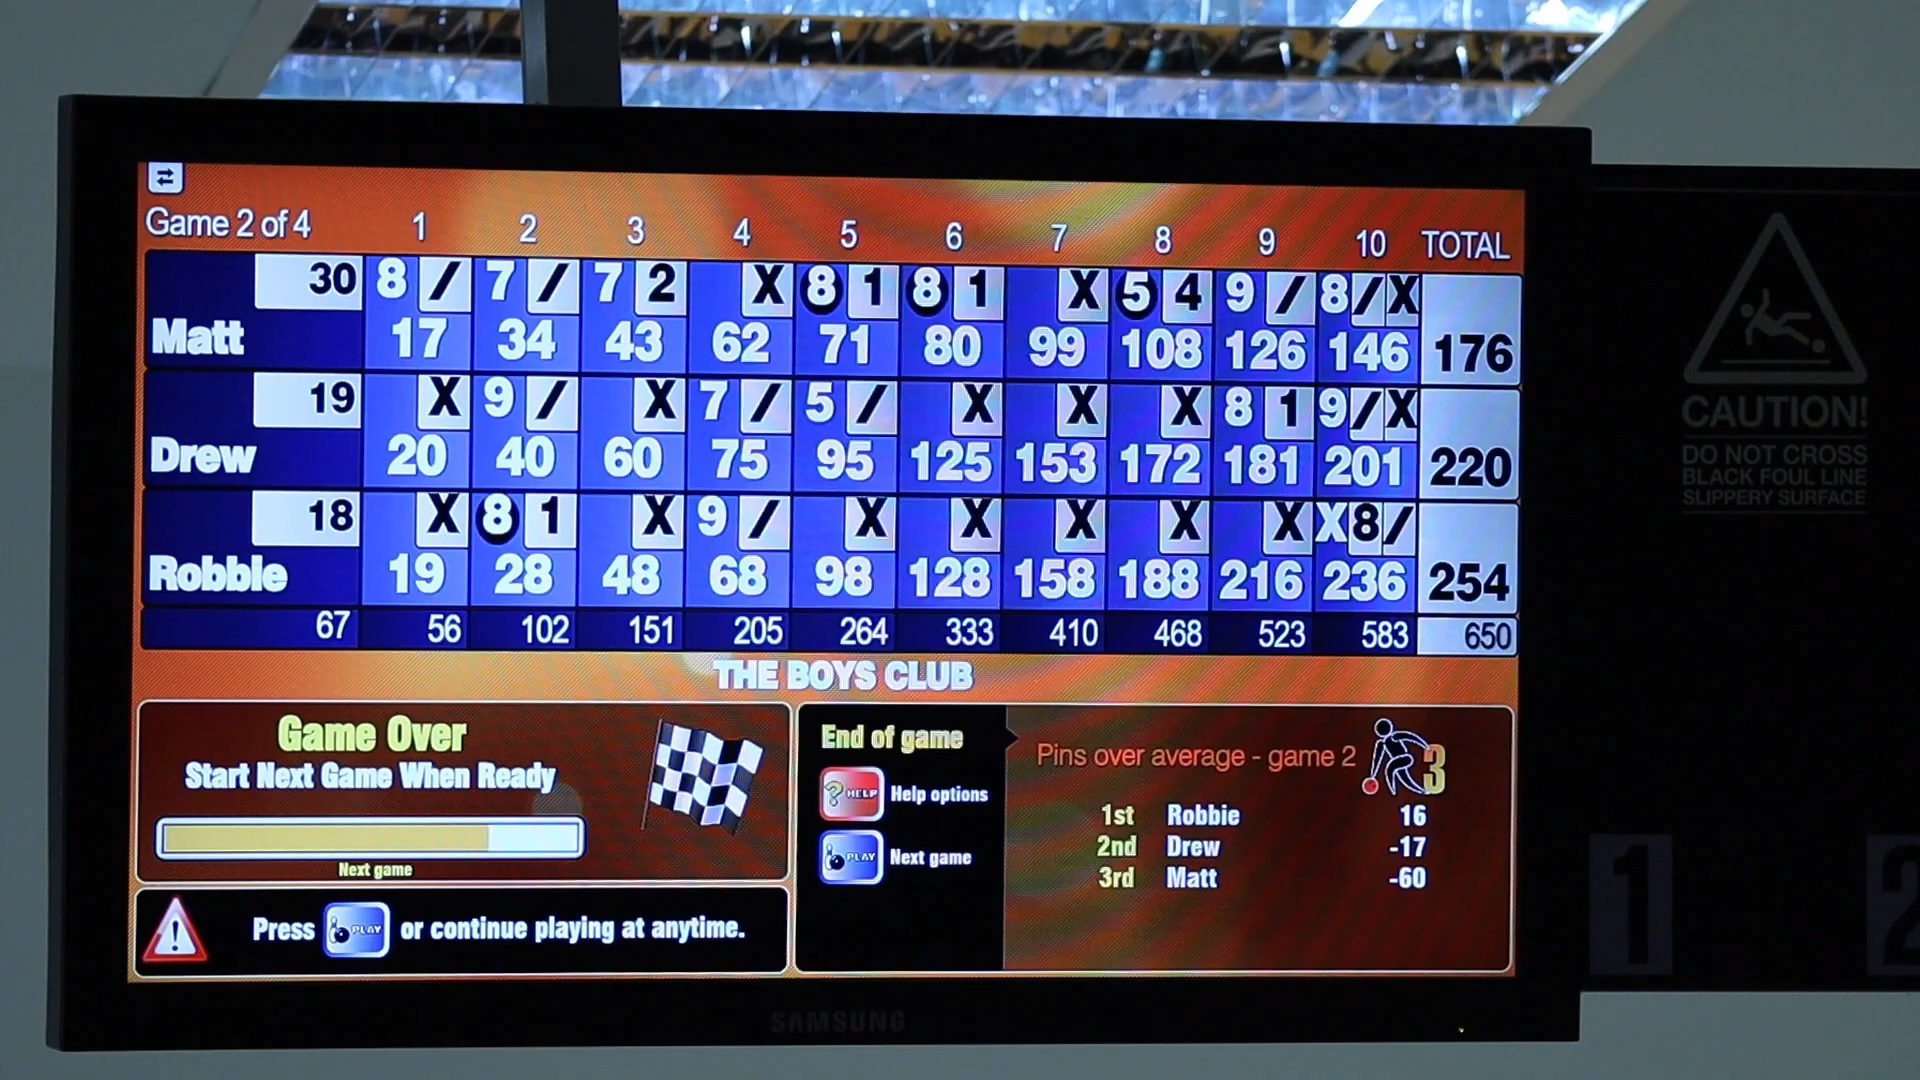 Game 2 of 4 1 2 3 4 5 6 7 8 9 10 TOTAL
30 8 / 7 / 7 2 X 8 1 8 1 X 5 4 9 / 8 / X
Matt 17 34 43 62 71 80 99 108 126 146 176
19 X 9 / X 7 / 5 / X X X 8 1 9 / X
Drew 20 40 60 75 95 125 153 172 181 201 220
18 X 8 1 X 9 / X X X X X X 8 /
Robbie 19 28 48 68 98 128 158 188 216 236 254
67 56 102 151 205 264 333 410 468 523 583 650
THE BOYS CLUB
Game Over
Start Next Game When Ready
Next game
Press PLAY or continue playing at anytime.
End of game
? HELP Help options
PLAY Next game
Pins over average - game 2 3
1st Robbie 16
2nd Drew -17
3rd Matt -60
SAMSUNG
CAUTION!
DO NOT CROSS
BLACK FOUL LINE
SLIPPERY SURFACE
1 2